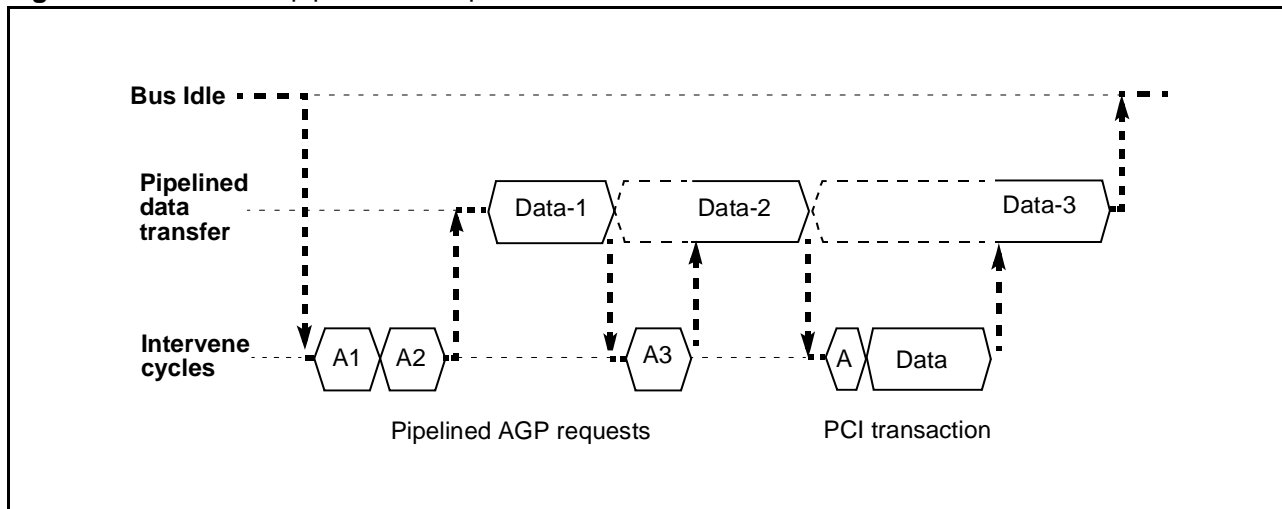 Bus Idle
Pipelined
data
transfer
Data-1
Data-2
Data-3
Intervene
cycles
A1
A2
A3
A
Data
Pipelined AGP requests
PCI transaction